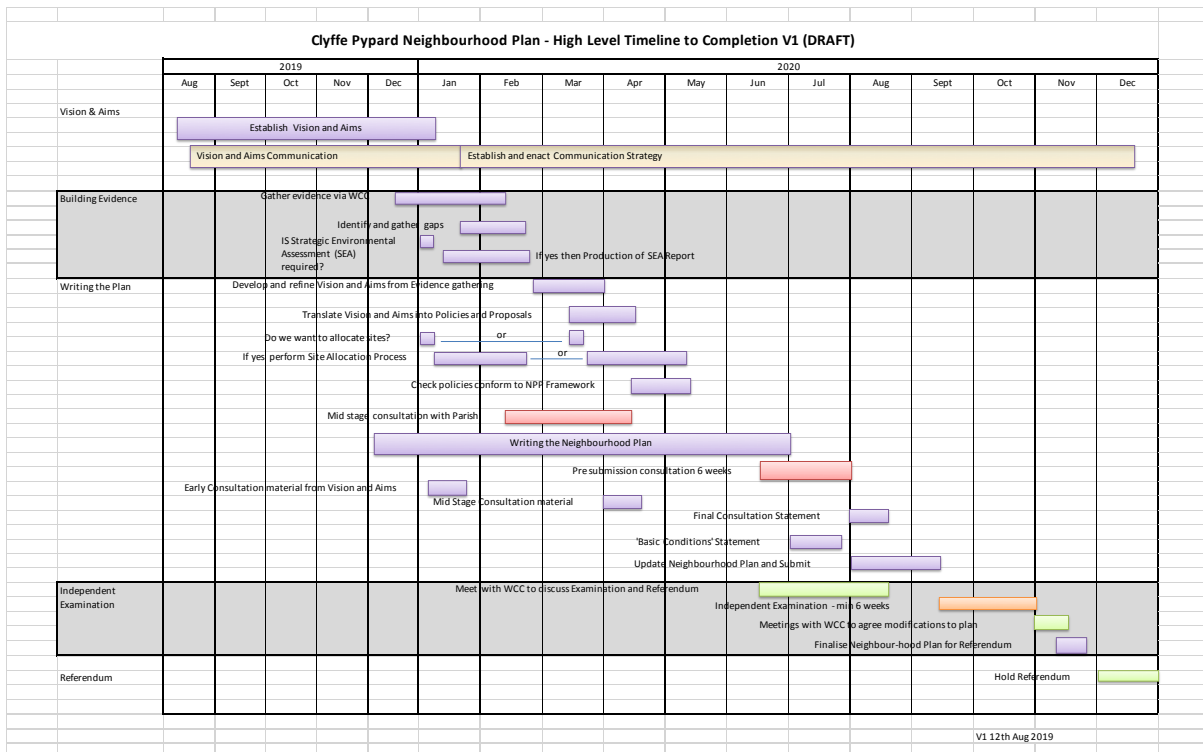 Clyffe Pypard Neighbourhood Plan - High Level Timeline to Completion V1 (DRAFT)
2019 2020
Aug Sept Oct Nov Dec Jan Feb Mar Apr May Jun Jul Aug Sept Oct Nov Dec
Vision & Aims
Establish Vision and Aims
Vision and Aims Communication Establish and enact Communication Strategy
Building Evidence
Gather evidence via WCC
Identify and gather gaps
IS Strategic Environmental
Assessment (SEA)
required?
If yes then Production of SEA Report
Writing the Plan
Develop and refine Vision and Aims from Evidence gathering
Translate Vision and Aims into Policies and Proposals
Do we want to allocate sites? or
If yes perform Site Allocation Process or
Check policies conform to NPP Framework
Mid stage consultation with Parish
Writing the Neighbourhood Plan
Pre submission consultation 6 weeks
Early Consultation material from Vision and Aims
Mid Stage Consultation material
Final Consultation Statement
'Basic Conditions' Statement
Update Neighbourhood Plan and Submit
Independent
Examination
Meet with WCC to discuss Examination and Referendum
Independent Examination - min 6 weeks
Meetings with WCC to agree modifications to plan
Finalise Neighbour-hood Plan for Referendum
Referendum
Hold Referendum
V1 12th Aug 2019